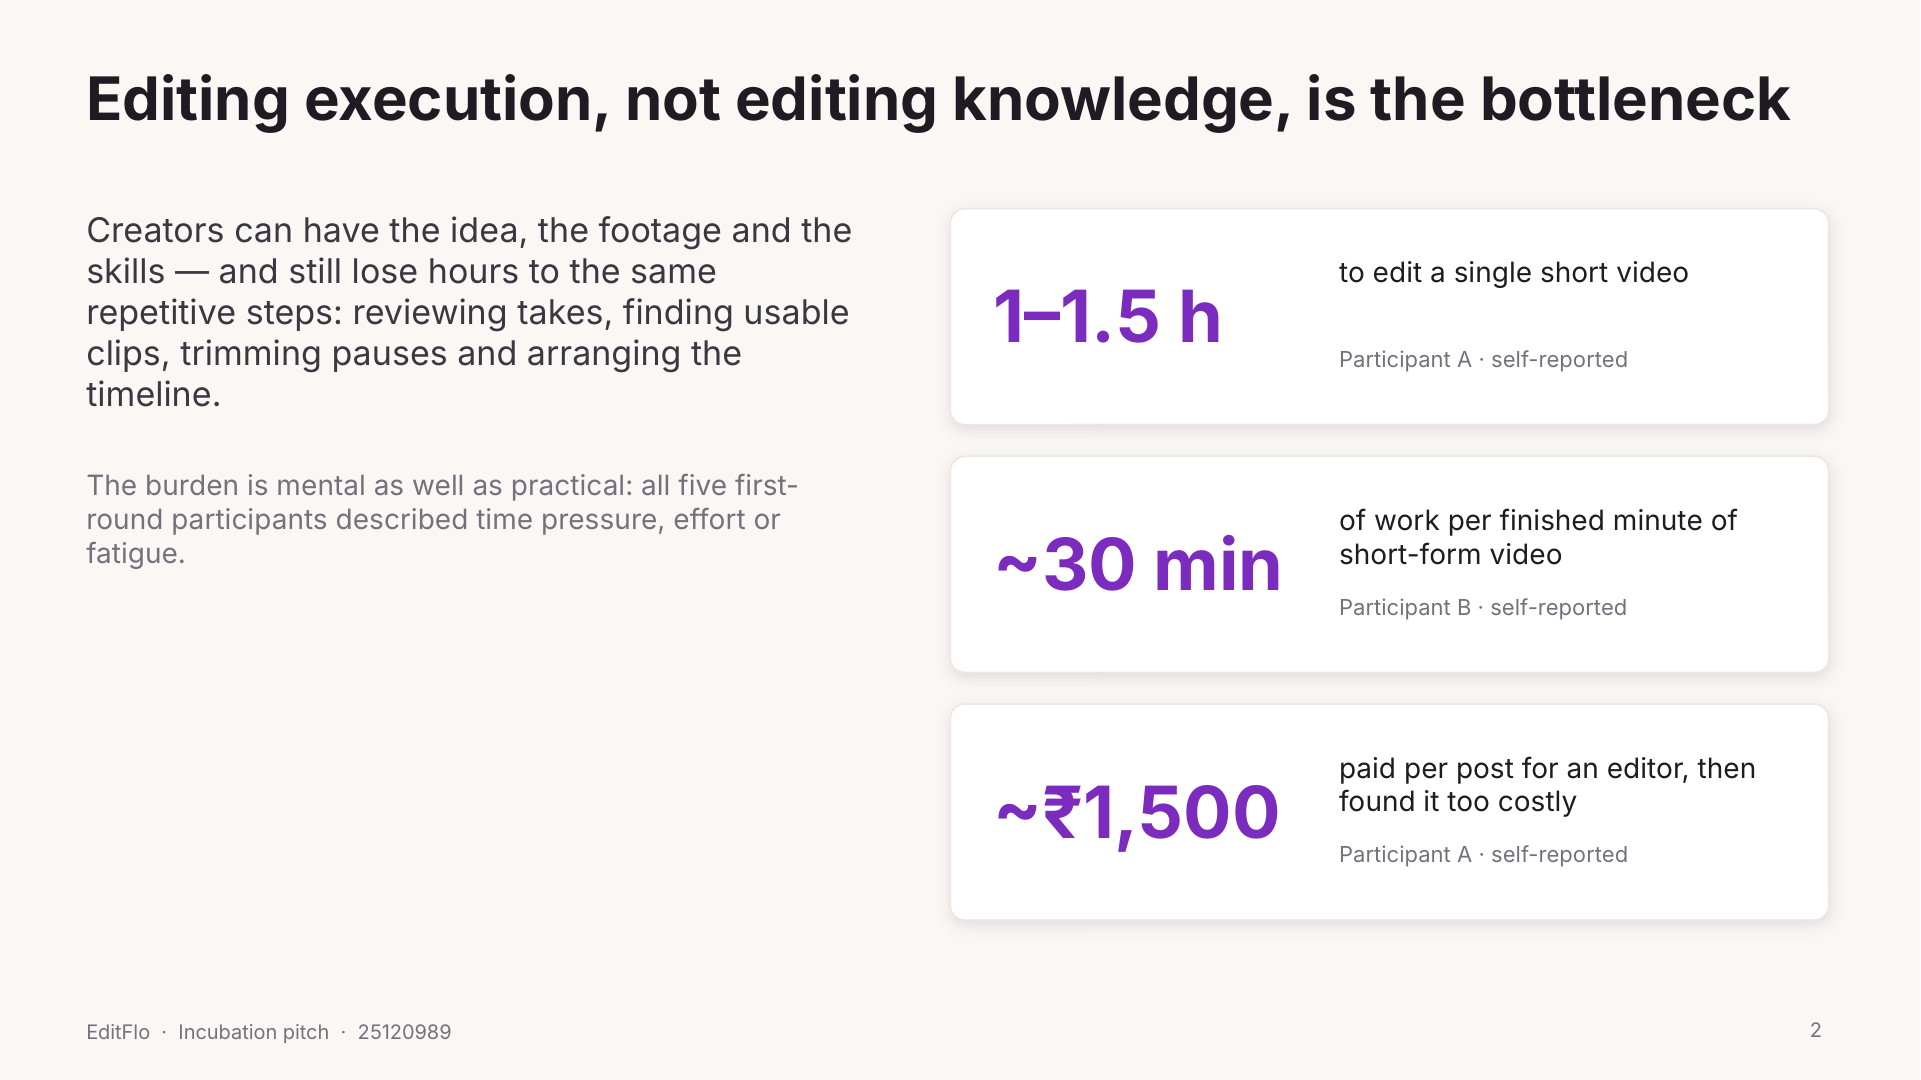 Editing execution, not editing knowledge, is the bottleneck
Creators can have the idea, the footage and the
skills — and still lose hours to the same
repetitive steps: reviewing takes, finding usable
clips, trimming pauses and arranging the
timeline.
The burden is mental as well as practical: all five first-
round participants described time pressure, effort or
fatigue.
1–1.5 h
to edit a single short video
Participant A · self-reported
~30 min
of work per finished minute of
short-form video
Participant B · self-reported
~₹1,500
paid per post for an editor, then
found it too costly
Participant A · self-reported
EditFlo · Incubation pitch · 25120989
2